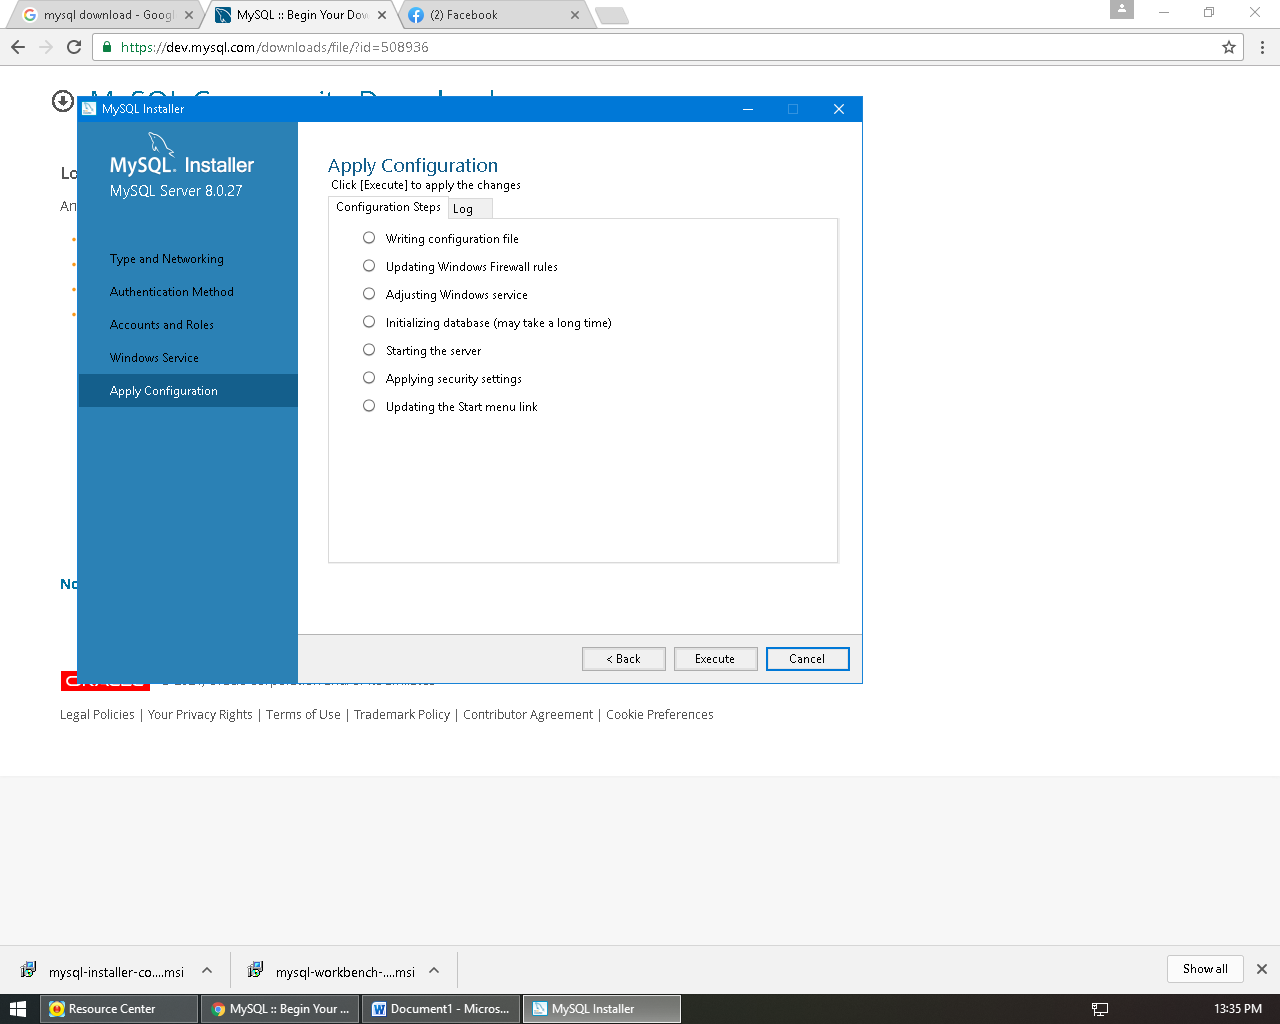 mysql download - Googl
MySQL :: Begin Your Dow
(2) Facebook
https://dev.mysql.com/downloads/file/?id=508936
MySQL Installer
MySQL. Installer
MySQL Server 8.0.27
Type and Networking
Authentication Method
Accounts and Roles
Windows Service
Apply Configuration
Apply Configuration
Click [Execute] to apply the changes
Configuration Steps
Log
Writing configuration file
Updating Windows Firewall rules
Adjusting Windows service
Initializing database (may take a long time)
Starting the server
Applying security settings
Updating the Start menu link
< Back
Execute
Cancel
Legal Policies | Your Privacy Rights | Terms of Use | Trademark Policy | Contributor Agreement | Cookie Preferences
mysql-installer-co....msi
mysql-workbench-....msi
Show all
Resource Center
MySQL :: Begin Your ...
Document1 - Micros...
MySQL Installer
13:35 PM